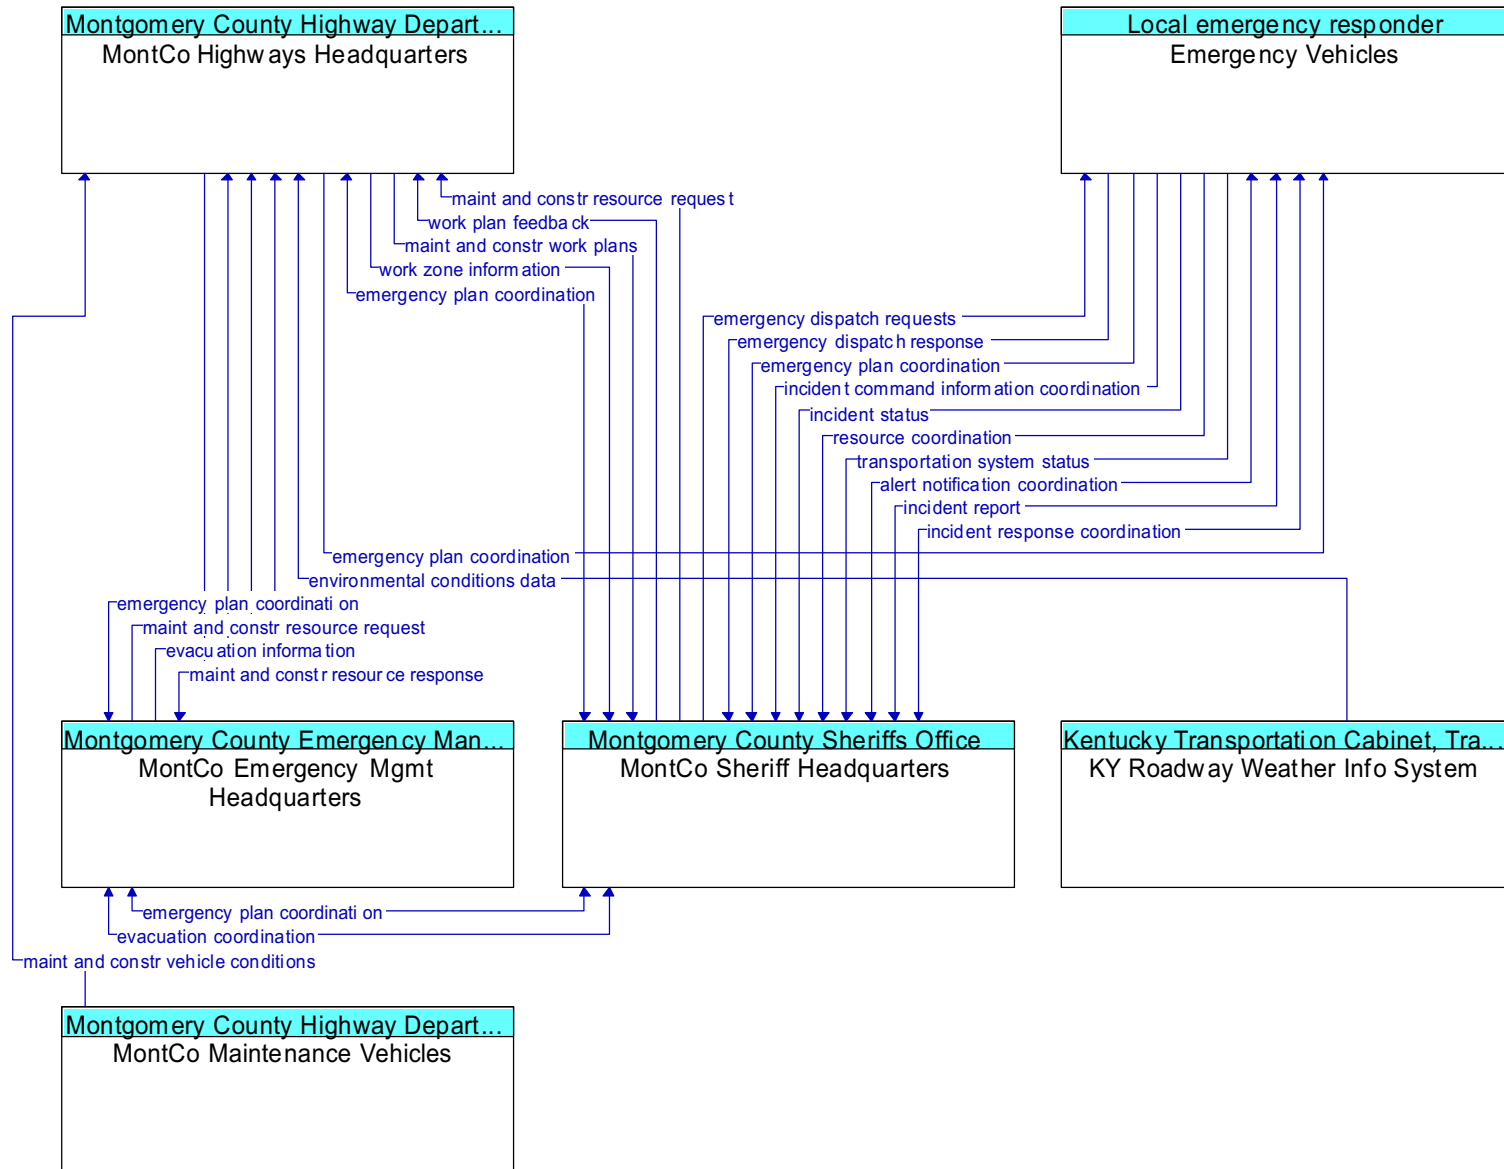 Montgomery County Highway Depart...
MontCo Highways Headquarters
Local emergency responder
Emergency Vehicles
maint and constr resource request
work plan feedback
maint and constr work plans
work zone information
emergency plan coordination
emergency dispatch requests
emergency dispatch response
emergency plan coordination
incident command information coordination
incident status
resource coordination
transportation system status
alert notification coordination
incident report
incident response coordination
emergency plan coordination
environmental conditions data
emergency plan coordination
maint and constr resource request
evacuation information
maint and constr resource response
Montgomery County Emergency Man...
MontCo Emergency Mgmt
Headquarters
Montgomery County Sheriffs Office
MontCo Sheriff Headquarters
Kentucky Transportation Cabinet, Tra...
KY Roadway Weather Info System
emergency plan coordination
evacuation coordination
maint and constr vehicle conditions
Montgomery County Highway Depart...
MontCo Maintenance Vehicles